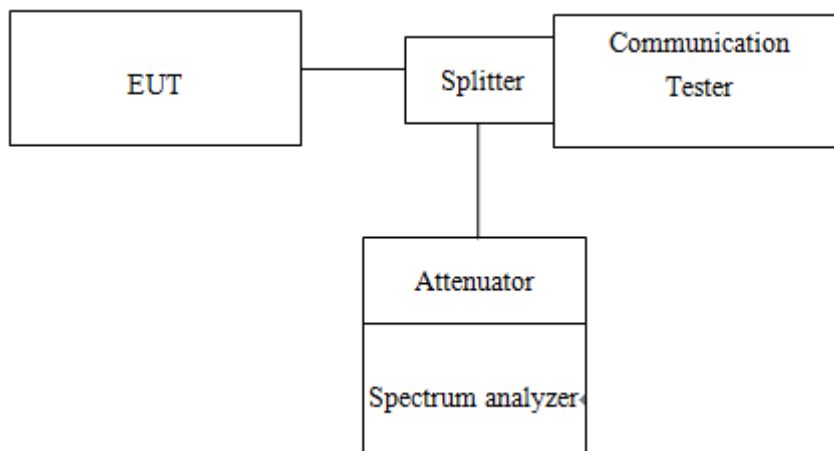 EUT
Splitter
Communication
Tester
Attenuator
Spectrum analyzer